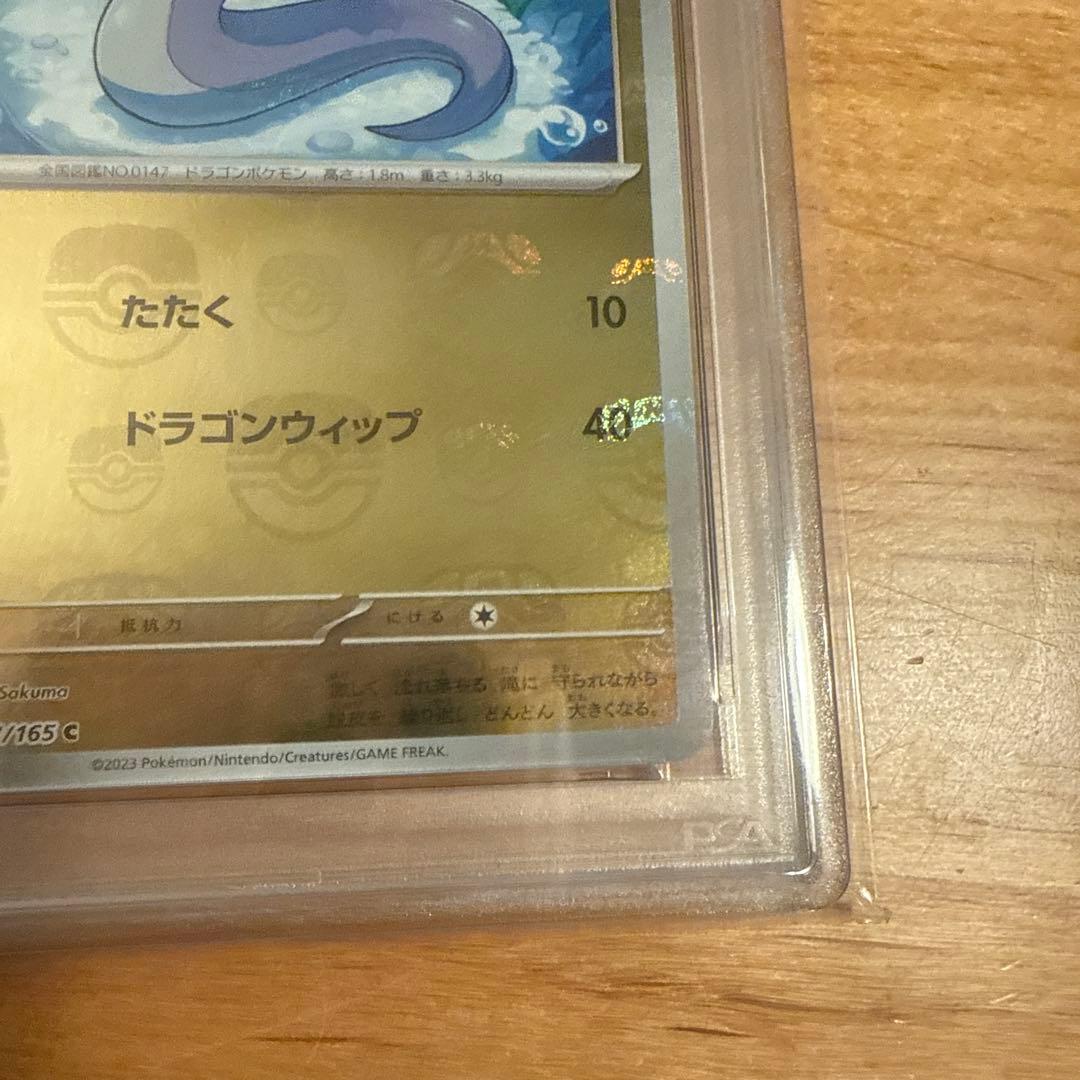 全国図鑑NO.0147 ドラゴンポケモン 高さ:1.8m 重さ:3.3kg
たたく 10
ドラゴンウィップ 40
抵抗力 にげる
Sakuma
/165 C
激しく 流れ落ちる 滝に 守られながら
脱皮を 繰り返し どんどん 大きくなる。
©2023 Pokémon/Nintendo/Creatures/GAME FREAK.
PSA